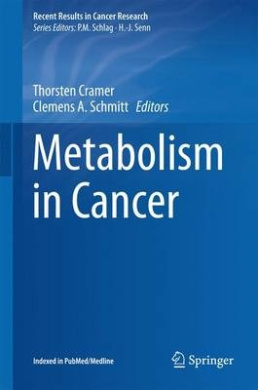 Recent Results in Cancer Research
Series Editors: P.M. Schlag · H.-J. Senn
Thorsten Cramer
Clemens A. Schmitt Editors
Metabolism
in Cancer
Indexed in PubMed/Medline
Springer